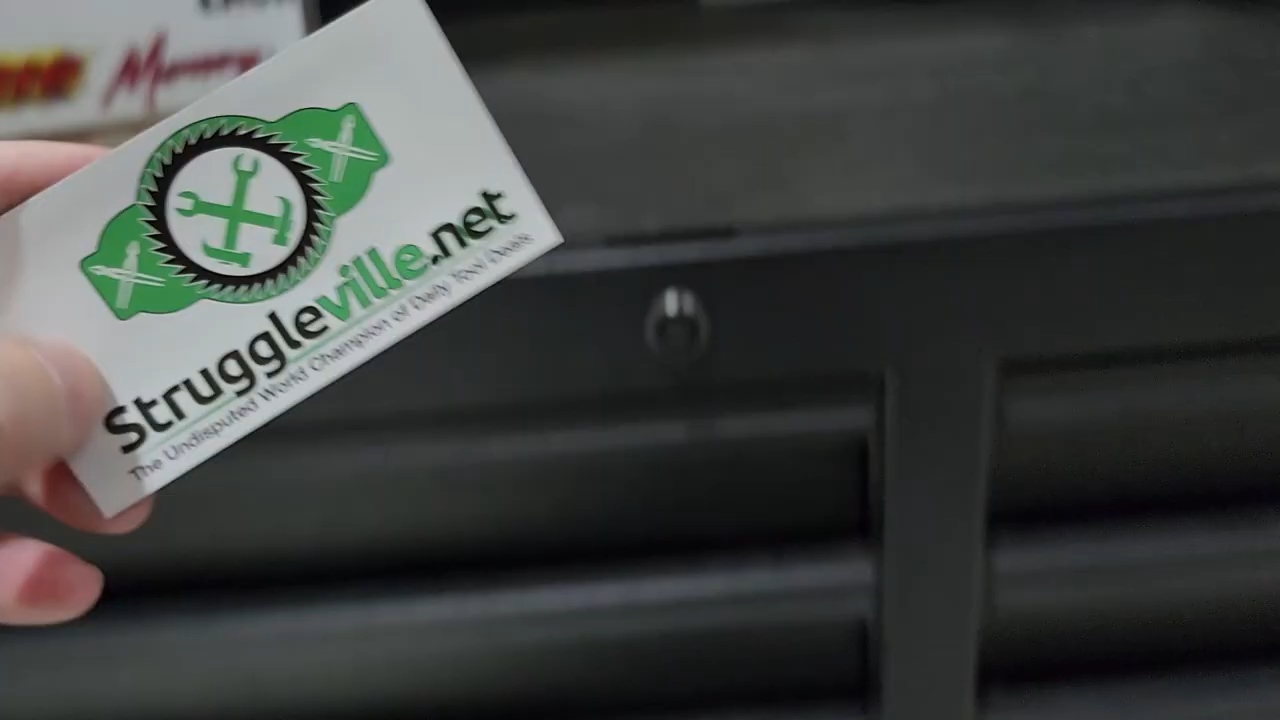 Struggleville.net
The Undisputed World Champion of Daily Tool Deals